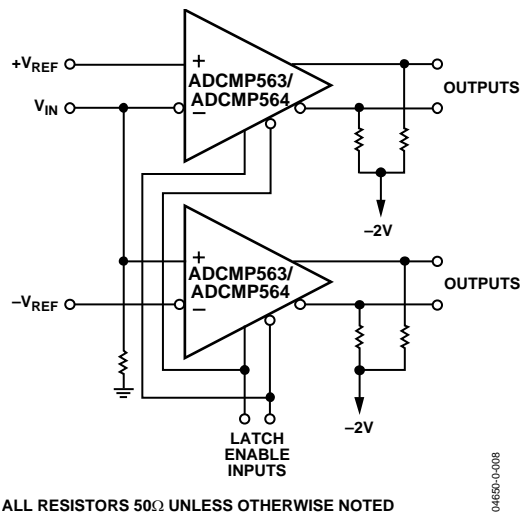 +VREF
ADCMP563/
ADCMP564
+
−
VIN
OUTPUTS
−2V
+
ADCMP563/
ADCMP564
−
−VREF
OUTPUTS
−2V
LATCH
ENABLE
INPUTS
04650-0-008
ALL RESISTORS 50Ω UNLESS OTHERWISE NOTED